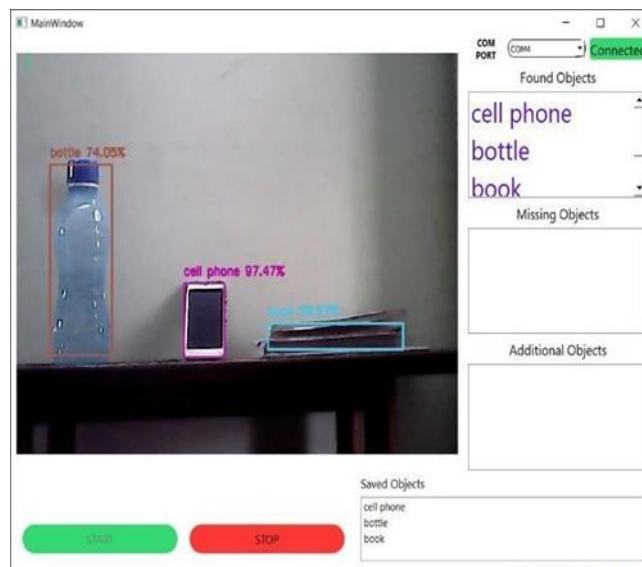 MainWindow
COM
PORT
COM4
Connected
Found Objects
cell phone
bottle
book
Missing Objects
Additional Objects
bottle 74.05%
cell phone 97.47%
book
Saved Objects
cell phone
bottle
book
START
STOP